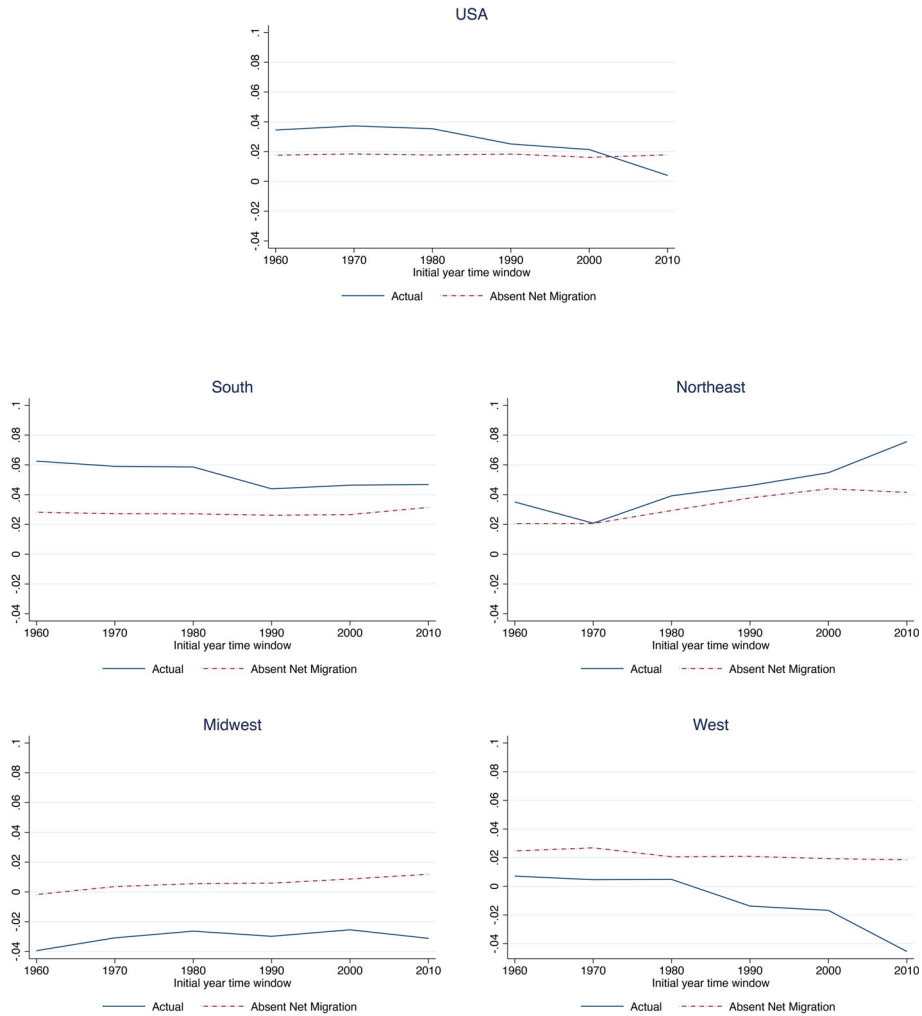 USA
.1
.08
.06
.04
.02
0
-.02
-.04
1960 1970 1980 1990 2000 2010
Initial year time window
Actual Absent Net Migration
South
.1
.08
.06
.04
.02
0
-.02
-.04
1960 1970 1980 1990 2000 2010
Initial year time window
Actual Absent Net Migration
Northeast
.1
.08
.06
.04
.02
0
-.02
-.04
1960 1970 1980 1990 2000 2010
Initial year time window
Actual Absent Net Migration
Midwest
.1
.08
.06
.04
.02
0
-.02
-.04
1960 1970 1980 1990 2000 2010
Initial year time window
Actual Absent Net Migration
West
.1
.08
.06
.04
.02
0
-.02
-.04
1960 1970 1980 1990 2000 2010
Initial year time window
Actual Absent Net Migration